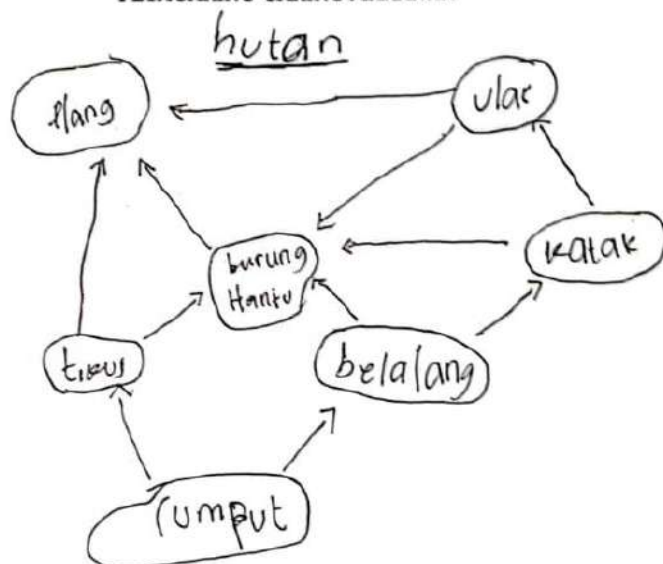 hutan
elang
ular
burung
Hantu
katak
tikus
belalang
rumput